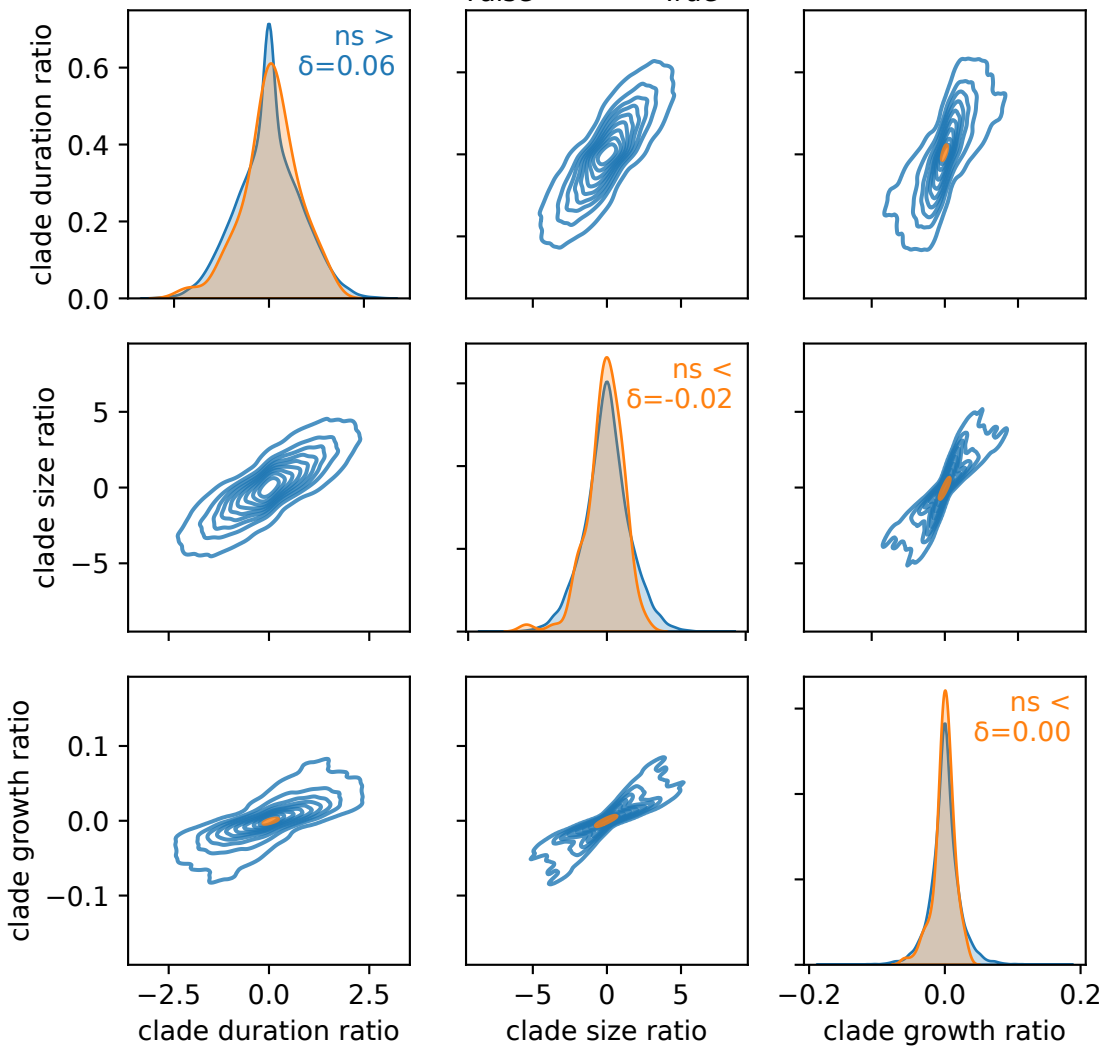 clade duration ratio
0.6
0.4
0.2
0.0
ns >
δ=0.06
clade size ratio
5
0
−5
ns <
δ=-0.02
clade growth ratio
0.1
0.0
−0.1
ns <
δ=0.00
−2.5 0.0 2.5
−5 0 5
−0.2 0.0 0.2
clade duration ratio
clade size ratio
clade growth ratio